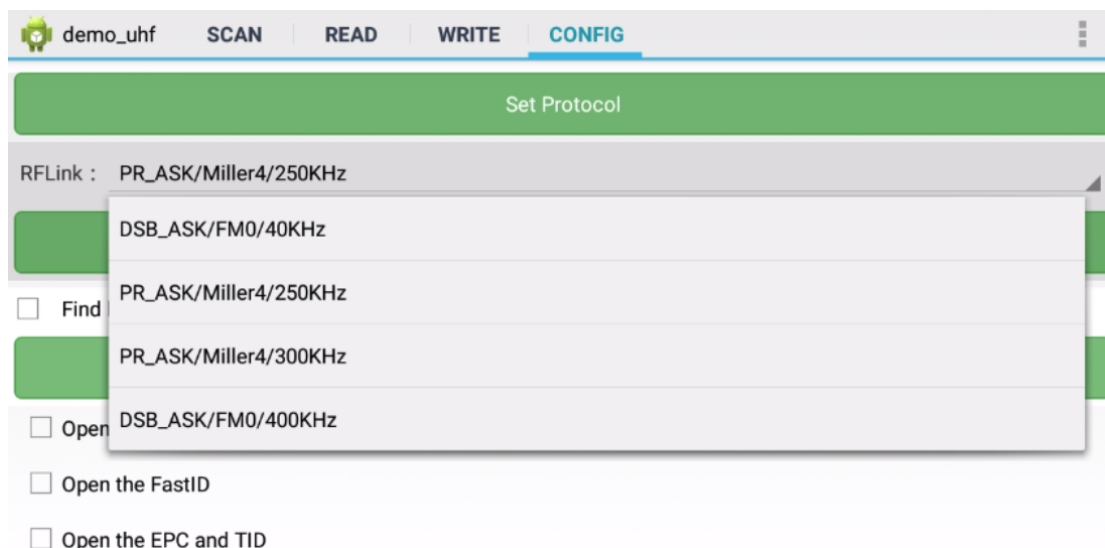 demo_uhf SCAN READ WRITE CONFIG
Set Protocol
RFLink : PR_ASK/Miller4/250KHz
DSB_ASK/FM0/40KHz
PR_ASK/Miller4/250KHz
Find
PR_ASK/Miller4/300KHz
DSB_ASK/FM0/400KHz
Open
Open the FastID
Open the EPC and TID